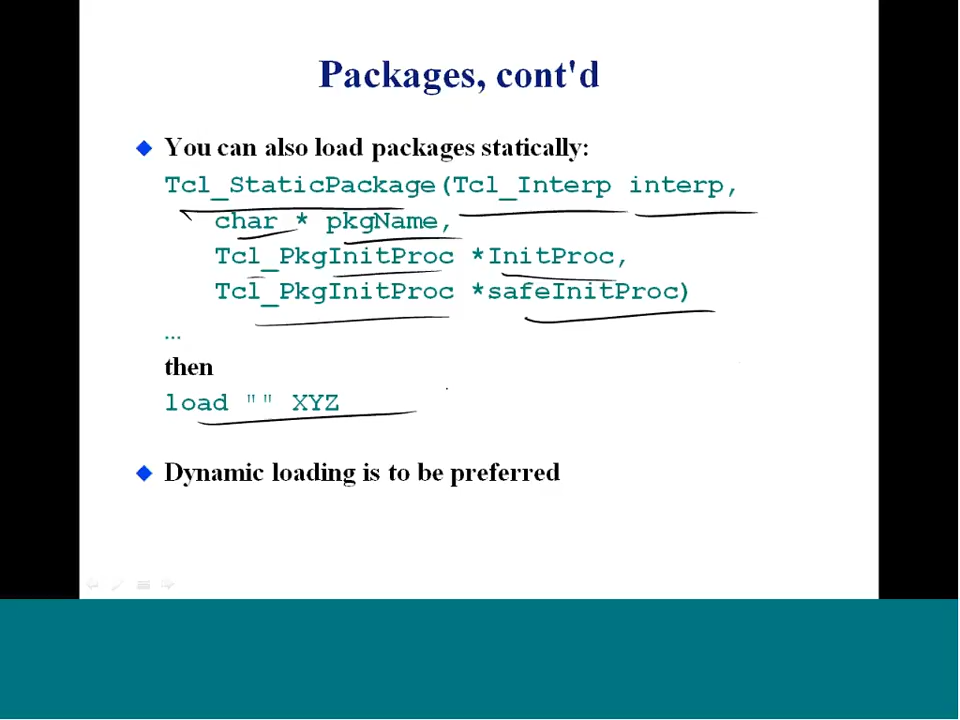 Packages, cont'd
You can also load packages statically:
Tcl_StaticPackage(Tcl_Interp interp,
char * pkgName,
Tcl_PkgInitProc *InitProc,
Tcl_PkgInitProc *safeInitProc)
…
then
load "" XYZ
Dynamic loading is to be preferred